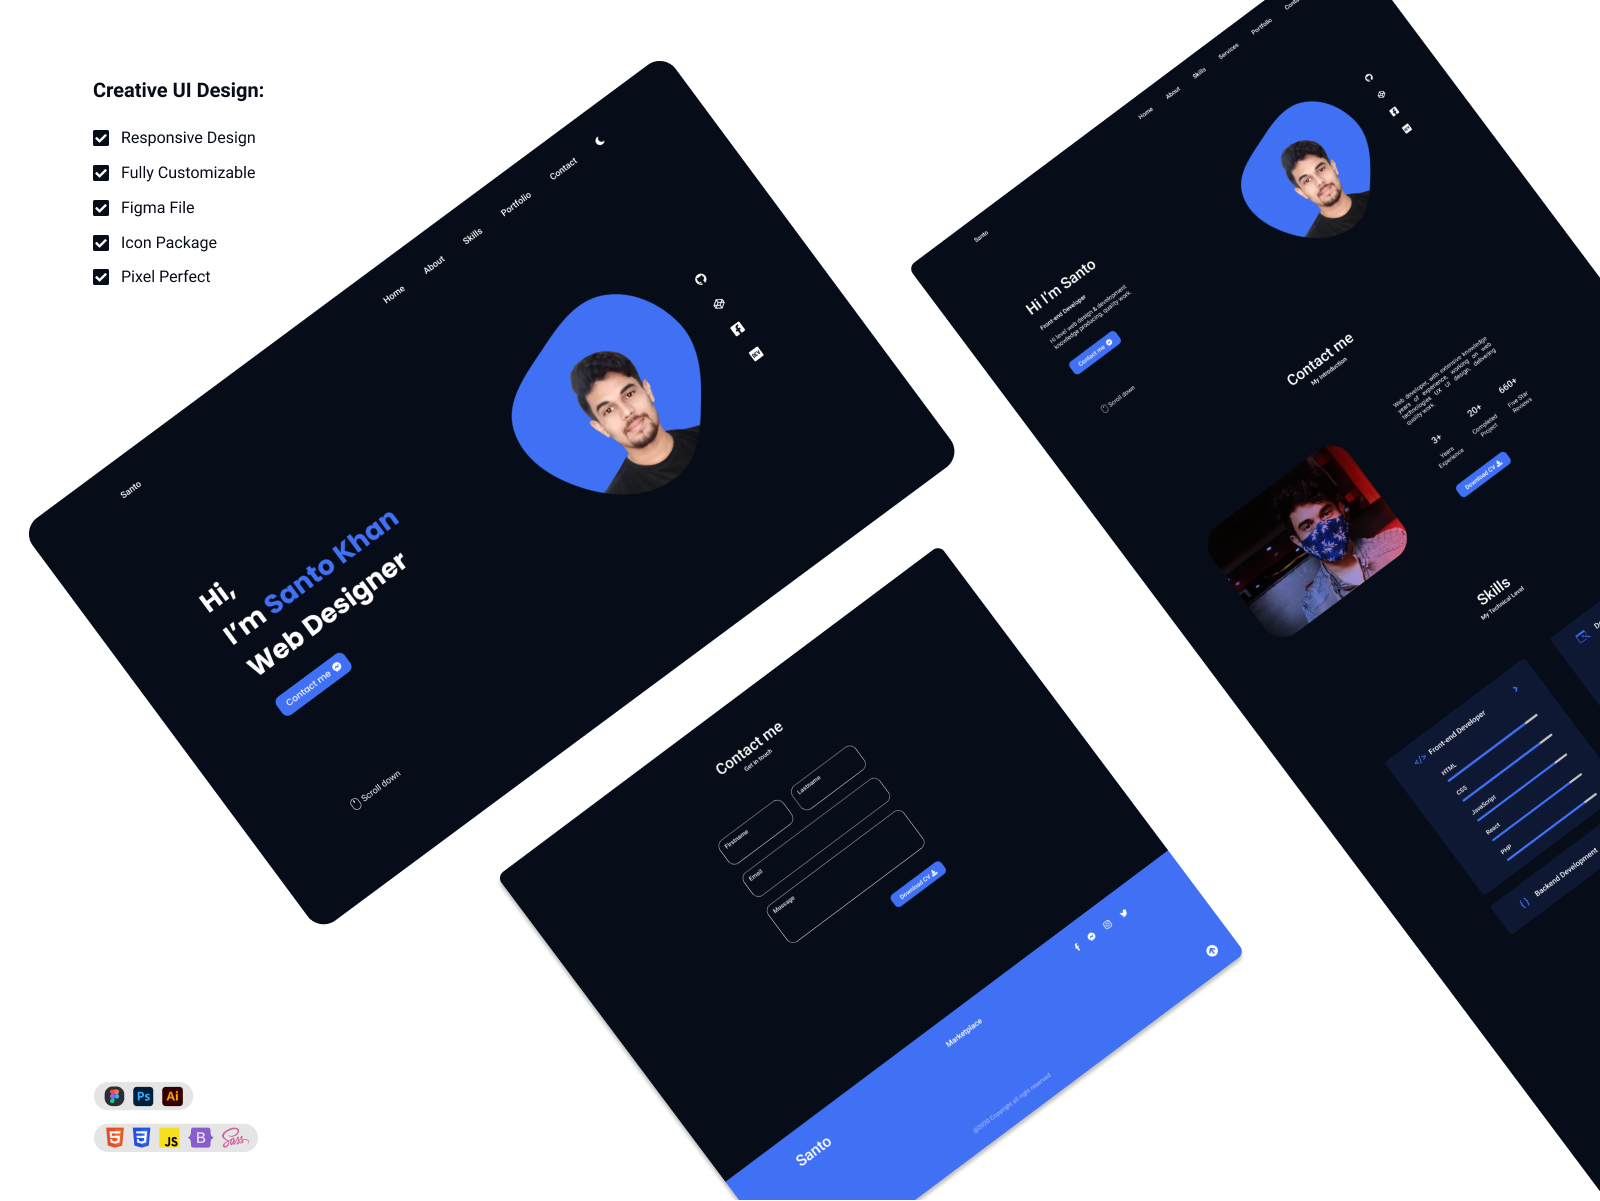 Creative UI Design:
Responsive Design
Fully Customizable
Figma File
Icon Package
Pixel Perfect
Santo
Home
About
Skills
Portfolio
Contact
Hi,
I'm Santo Khan
Web Designer
Contact me
Scroll down
Santo
Home
About
Skills
Services
Portfolio
Hi I'm Santo
Front-end Developer
Hi level web design & development
knowledge producing, quality work.
Contact me
Scroll down
Contact me
My Introduction
Web developer, with extensive knowledge
years of experience, working on web
technologies UX UI design, delivering
quality work.
3+
Years
Experience
20+
Completed
Project
660+
Five Star
Reviews
Download CV
Skills
My Technical Level
Front-end Developer
HTML
CSS
JavaScript
React
PHP
Backend Development
Contact me
Get in touch
Firstname
Lastname
Email
Message
Download CV
Marketplace
Santo
Ps
Ai
5
3
JS
B
Sass